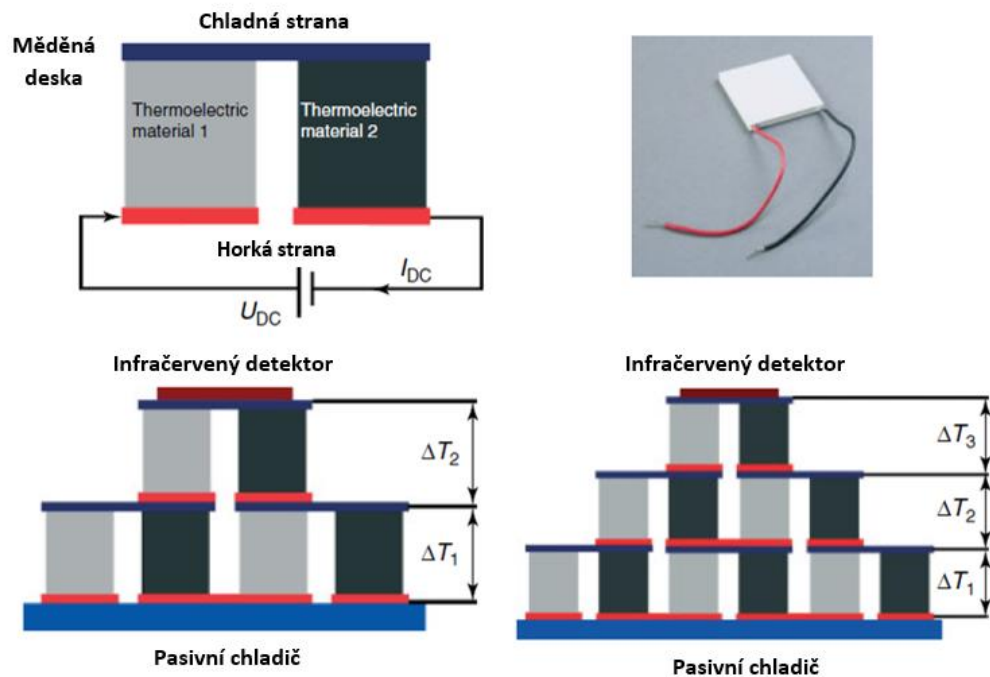 Chladná strana
Měděná
deska
Thermoelectric
material 1
Thermoelectric
material 2
Horká strana
I_DC
U_DC
Infračervený detektor
ΔT₂
ΔT₁
Pasivní chladič
Infračervený detektor
ΔT₃
ΔT₂
ΔT₁
Pasivní chladič